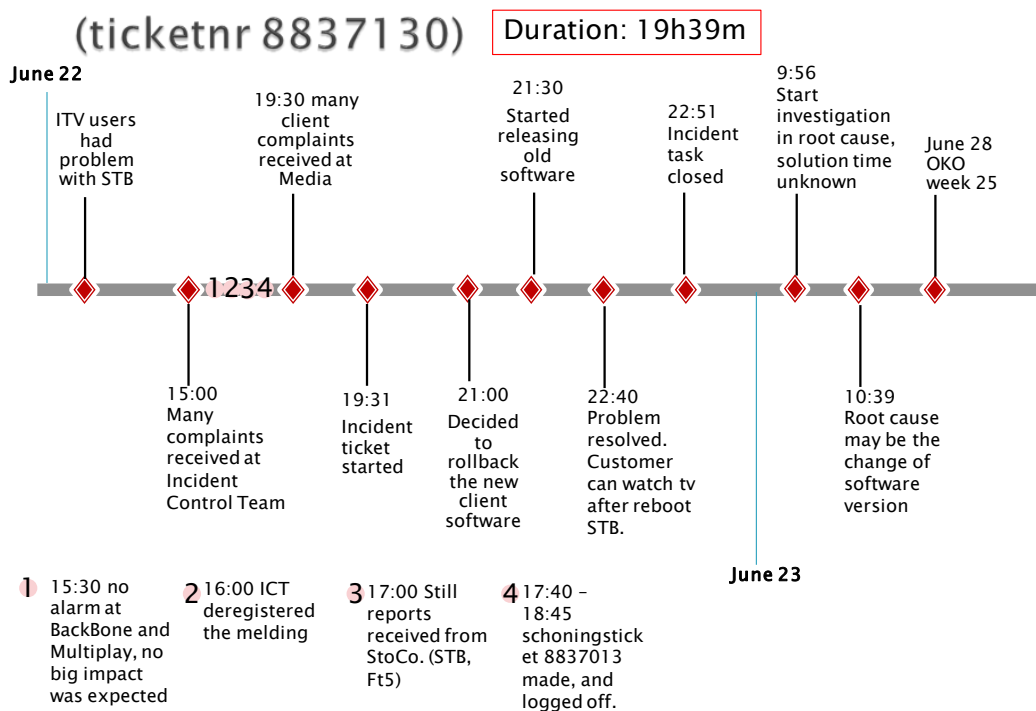 (ticketnr 8837130)
Duration: 19h39m
June 22
ITV users
had
problem
with STB
19:30 many
client
complaints
received at
Media
21:30
Started
releasing
old
software
22:51
Incident
task
closed
9:56
Start
investigation
in root cause,
solution time
unknown
June 28
OKO
week 25
1234
15:00
Many
complaints
received at
Incident
Control Team
19:31
Incident
ticket
started
21:00
Decided
to
rollback
the new
client
software
22:40
Problem
resolved.
Customer
can watch tv
after reboot
STB.
10:39
Root cause
may be the
change of
software
version
June 23
1 15:30 no
alarm at
BackBone and
Multiplay, no
big impact
was expected
2 16:00 ICT
deregistered
the melding
3 17:00 Still
reports
received from
StoCo. (STB,
Ft5)
4 17:40 –
18:45
schoningstick
et 8837013
made, and
logged off.